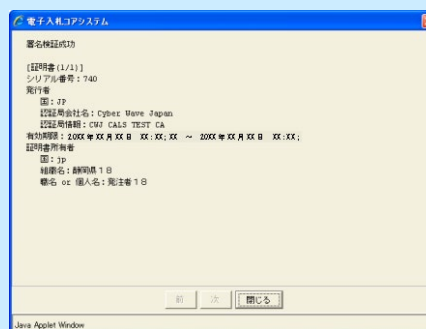 電子入札コアシステム
署名検証成功
[証明書(1/1)]
シリアル番号:740
発行者
国:JP
認証局会社名:Cyber Wave Japan
認証局情報:CWJ CALS TEST CA
有効期限:20XX年XX月XX日 XX:XX;XX ~ 20XX年XX月XX日 XX:XX;
証明書所有者
国:jp
組織名:静岡県18
職名 or 個人名:発注者18
前 次 閉じる
Java Applet Window